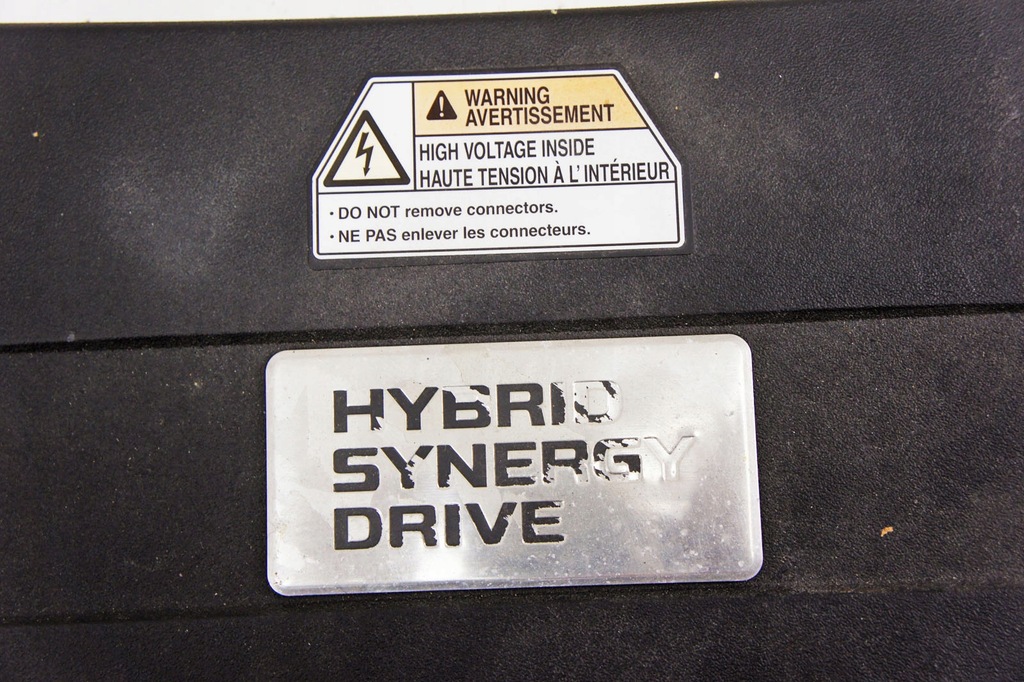 WARNING
AVERTISSEMENT
HIGH VOLTAGE INSIDE
HAUTE TENSION À L'INTÉRIEUR
· DO NOT remove connectors.
· NE PAS enlever les connecteurs.
HYBRID
SYNERGY
DRIVE